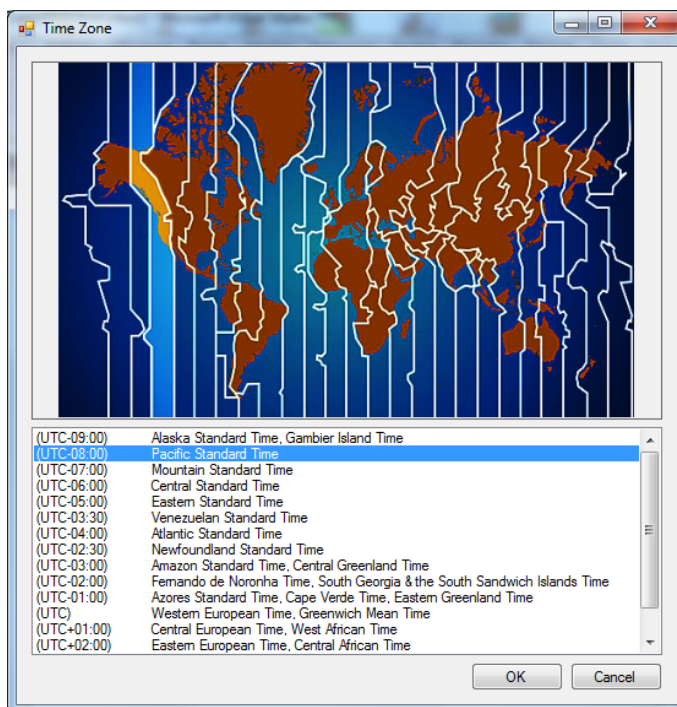 Time Zone
(UTC-09:00) Alaska Standard Time, Gambier Island Time
(UTC-08:00) Pacific Standard Time
(UTC-07:00) Mountain Standard Time
(UTC-06:00) Central Standard Time
(UTC-05:00) Eastern Standard Time
(UTC-03:30) Venezuelan Standard Time
(UTC-04:00) Atlantic Standard Time
(UTC-02:30) Newfoundland Standard Time
(UTC-03:00) Amazon Standard Time, Central Greenland Time
(UTC-02:00) Fernando de Noronha Time, South Georgia & the South Sandwich Islands Time
(UTC-01:00) Azores Standard Time, Cape Verde Time, Eastern Greenland Time
(UTC) Western European Time, Greenwich Mean Time
(UTC+01:00) Central European Time, West African Time
(UTC+02:00) Eastern European Time, Central African Time
OK Cancel